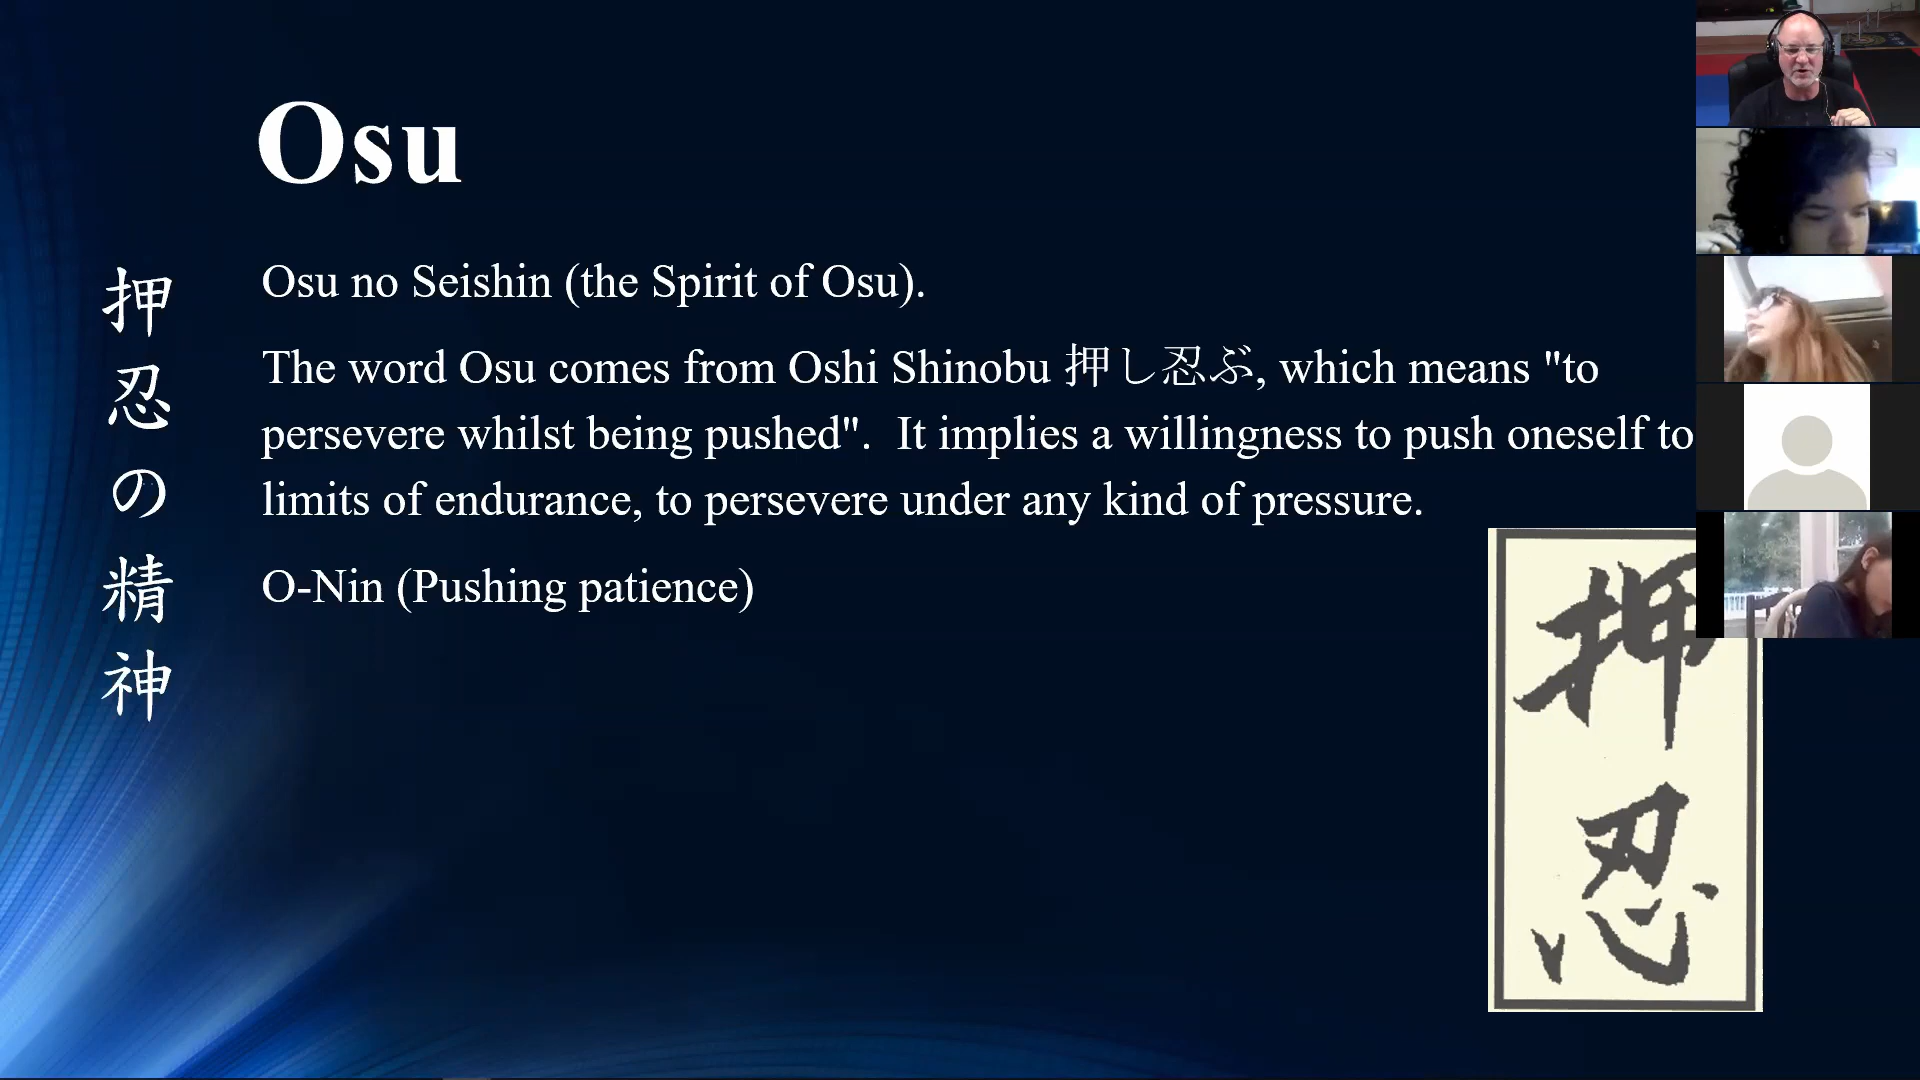 Osu
押忍の精神
Osu no Seishin (the Spirit of Osu).
The word Osu comes from Oshi Shinobu 押し忍ぶ, which means "to
persevere whilst being pushed".  It implies a willingness to push oneself to
limits of endurance, to persevere under any kind of pressure.
O-Nin (Pushing patience)
押忍